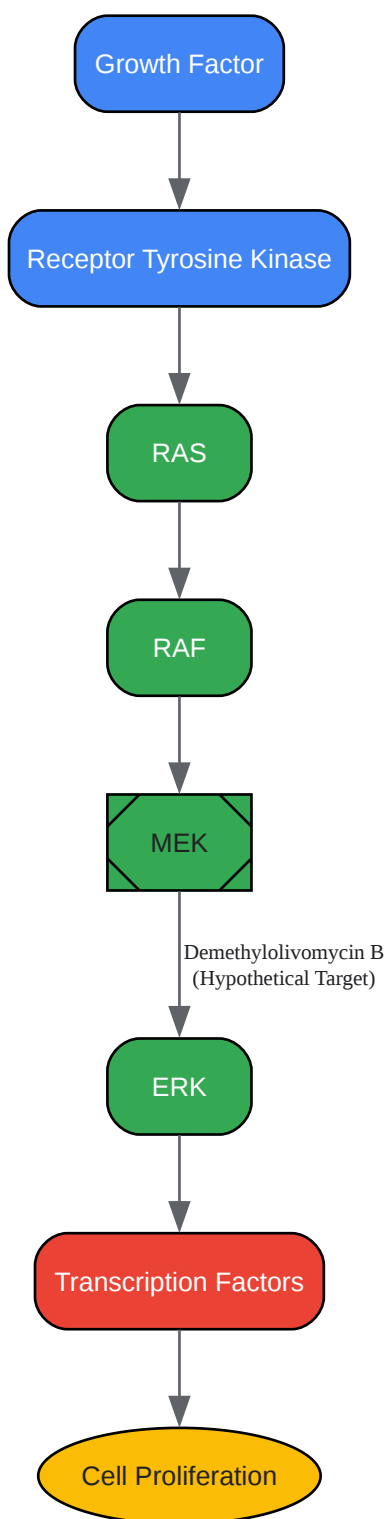 Growth Factor
Receptor Tyrosine Kinase
RAS
RAF
MEK
Demethylolivomycin B
(Hypothetical Target)
ERK
Transcription Factors
Cell Proliferation